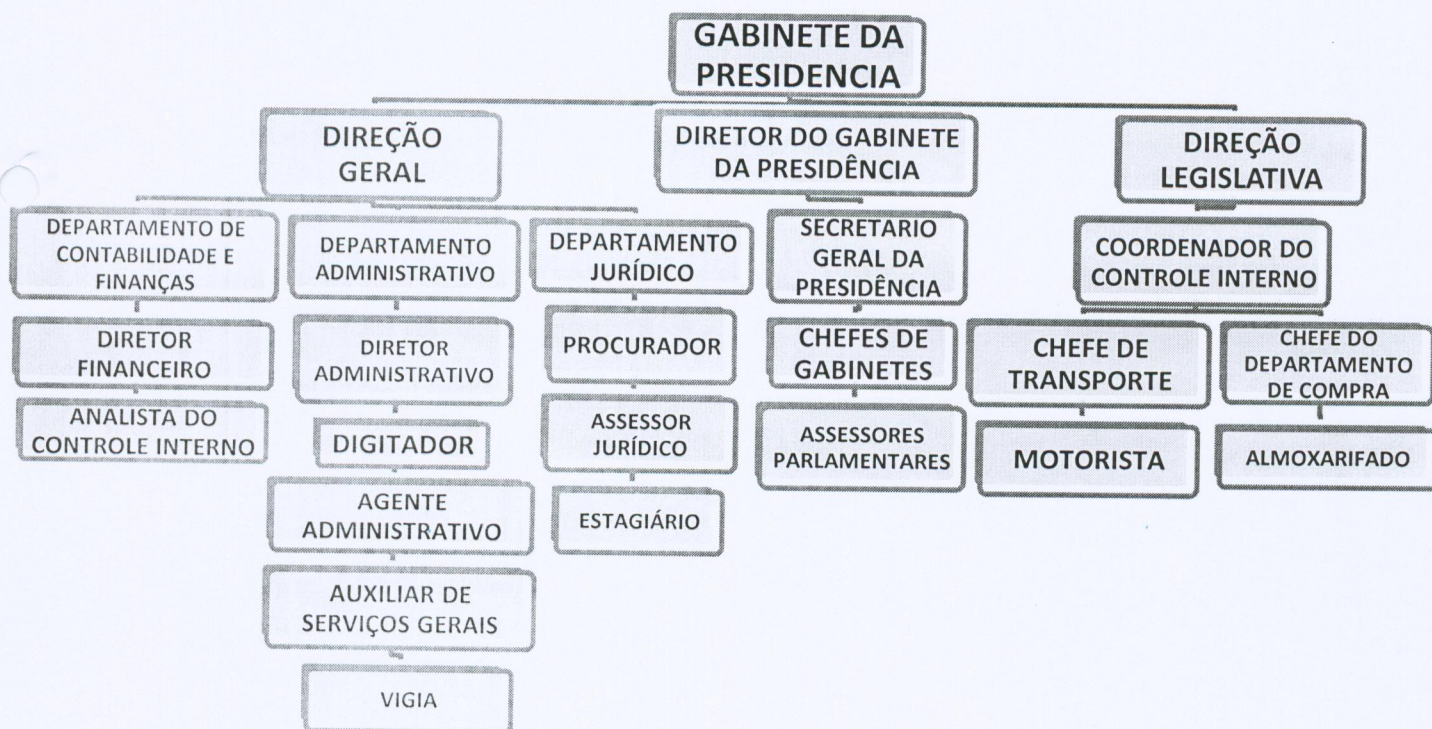 GABINETE DA
PRESIDENCIA
DIREÇÃO
GERAL
DIRETOR DO GABINETE
DA PRESIDÊNCIA
DIREÇÃO
LEGISLATIVA
DEPARTAMENTO DE
CONTABILIDADE E
FINANÇAS
DEPARTAMENTO
ADMINISTRATIVO
DEPARTAMENTO
JURÍDICO
SECRETARIO
GERAL DA
PRESIDÊNCIA
COORDENADOR DO
CONTROLE INTERNO
DIRETOR
FINANCEIRO
DIRETOR
ADMINISTRATIVO
PROCURADOR
CHEFES DE
GABINETES
CHEFE DE
TRANSPORTE
CHEFE DO
DEPARTAMENTO
DE COMPRA
ANALISTA DO
CONTROLE INTERNO
DIGITADOR
ASSESSOR
JURÍDICO
ASSESSORES
PARLAMENTARES
MOTORISTA
ALMOXARIFADO
AGENTE
ADMINISTRATIVO
ESTAGIÁRIO
AUXILIAR DE
SERVIÇOS GERAIS
VIGIA